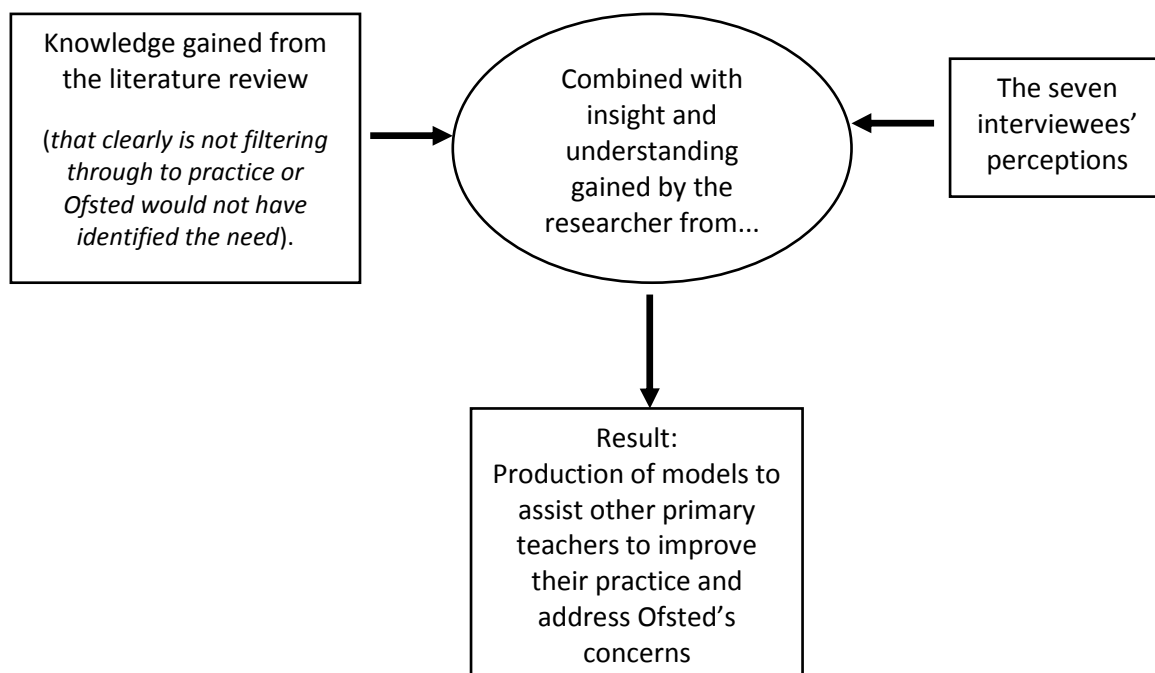 Knowledge gained from
the literature review
(that clearly is not filtering
through to practice or
Ofsted would not have
identified the need).
Combined with
insight and
understanding
gained by the
researcher from...
The seven
interviewees’
perceptions
Result:
Production of models to
assist other primary
teachers to improve
their practice and
address Ofsted’s
concerns